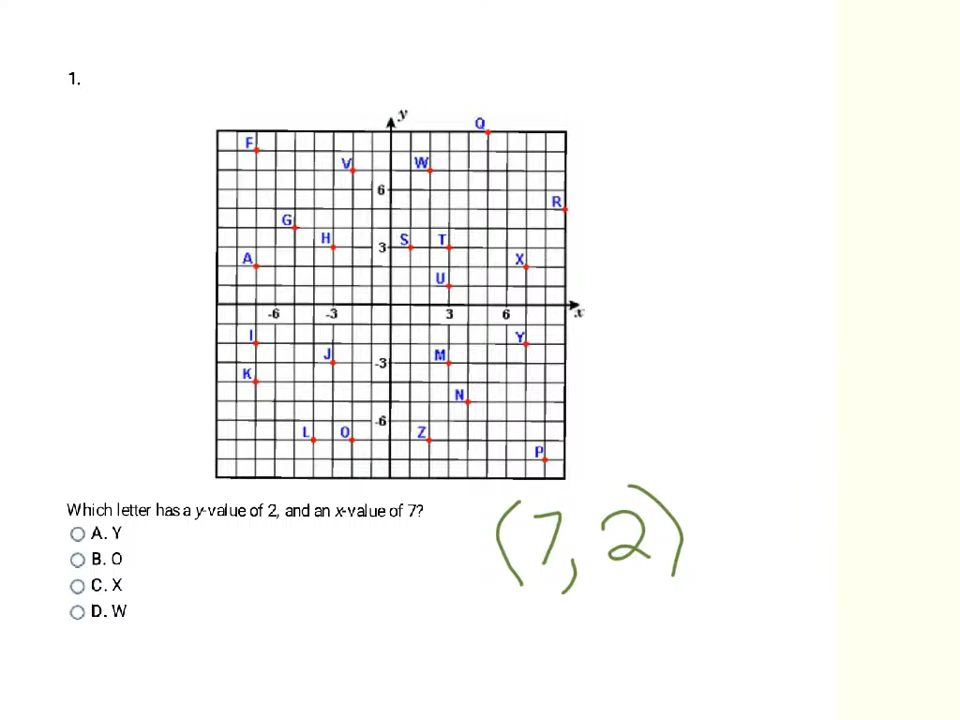 1.
y
Q
F
V
W
6
R
G
H
3
S
T
A
X
U
-6
-3
3
6
x
I
Y
J
-3
M
K
N
-6
L
O
Z
P
Which letter has a y-value of 2, and an x-value of 7?
A. Y
B. O
C. X
D. W
(7, 2)